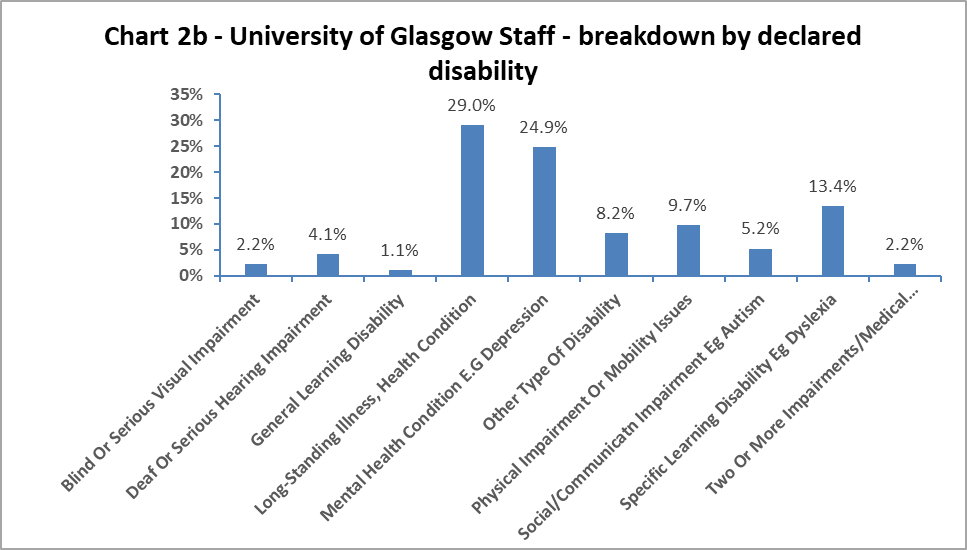 Chart 2b - University of Glasgow Staff - breakdown by declared
disability
35%
30%
25%
20%
15%
10%
5%
0%
2.2%
4.1%
1.1%
29.0%
24.9%
8.2%
9.7%
5.2%
13.4%
2.2%
Blind Or Serious Visual Impairment
Deaf Or Serious Hearing Impairment
General Learning Disability
Long-Standing Illness, Health Condition
Mental Health Condition E.G Depression
Other Type Of Disability
Physical Impairment Or Mobility Issues
Social/Communicatn Impairment Eg Autism
Specific Learning Disability Eg Dyslexia
Two Or More Impairments/Medical...